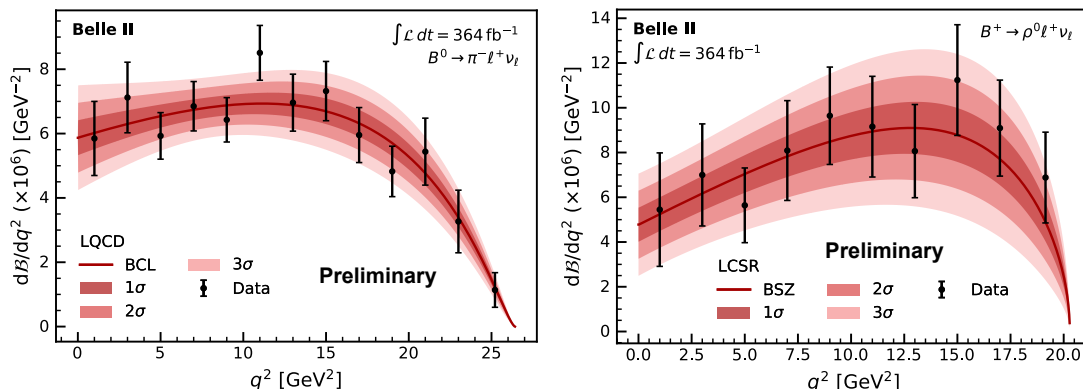 Belle II
∫ℒ dt = 364 fb⁻¹
B⁰ → π⁻ℓ⁺ν_ℓ
dℬ/dq² (×10⁶) [GeV⁻²]
8
6
4
2
0
LQCD
BCL
1σ
2σ
3σ
Data
Preliminary
0 5 10 15 20 25
q² [GeV²]
Belle II
∫ℒ dt = 364 fb⁻¹
B⁺ → ρ⁰ℓ⁺ν_ℓ
dℬ/dq² (×10⁶) [GeV⁻²]
14
12
10
8
6
4
2
0
Preliminary
LCSR
BSZ
1σ
2σ
3σ
Data
0.0 2.5 5.0 7.5 10.0 12.5 15.0 17.5 20.0
q² [GeV²]